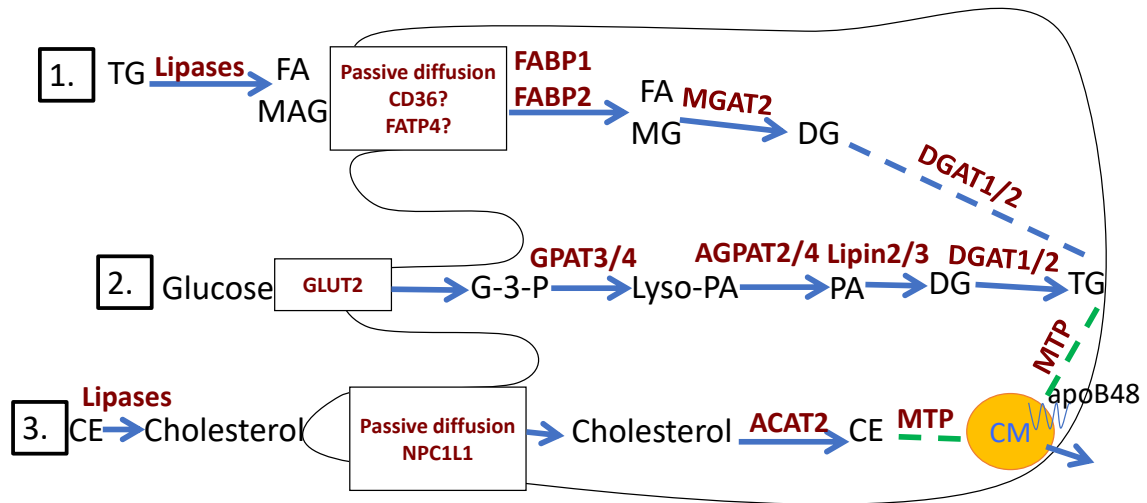 1.
TG
Lipases
FA
MAG
Passive diffusion
CD36?
FATP4?
FABP1
FABP2
FA
MG
MGAT2
DG
DGAT1/2
2.
Glucose
GLUT2
G-3-P
GPAT3/4
Lyso-PA
AGPAT2/4
PA
Lipin2/3
DG
DGAT1/2
TG
MTP
3.
CE
Lipases
Cholesterol
Passive diffusion
NPC1L1
Cholesterol
ACAT2
CE
MTP
CM
apoB48